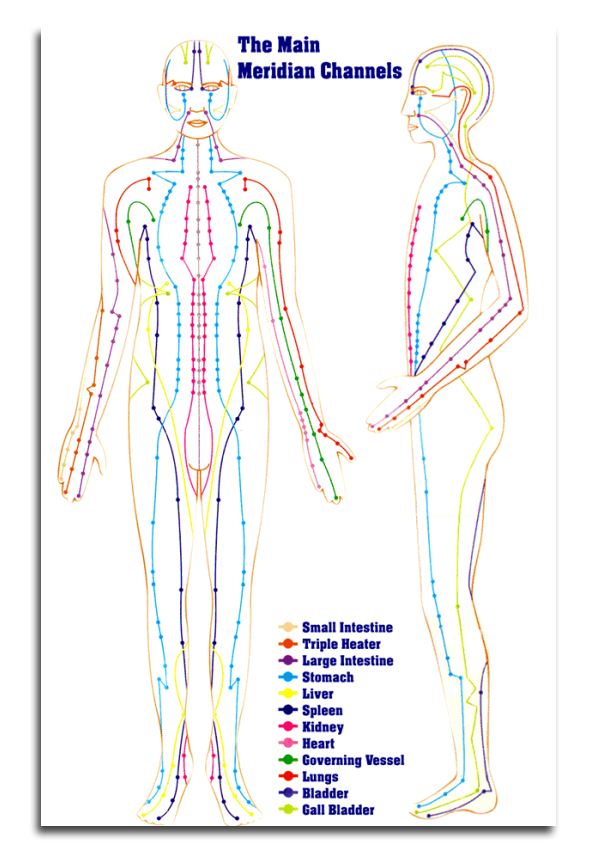 The Main
Meridian Channels
Small Intestine
Triple Heater
Large Intestine
Stomach
Liver
Spleen
Kidney
Heart
Governing Vessel
Lungs
Bladder
Gall Bladder